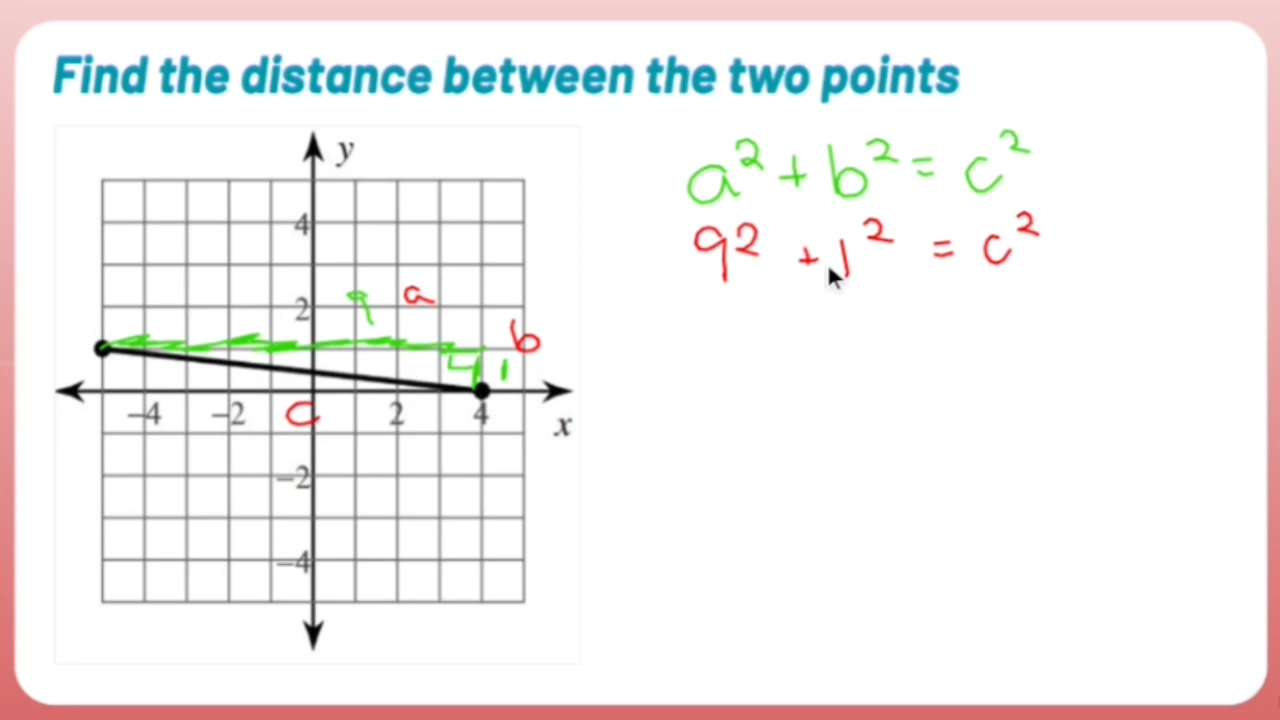 Find the distance between the two points
a² + b² = c²
9² + 1² = c²
y
4
2
9 a
b
1
−4 −2 c 2 4
x
−2
−4